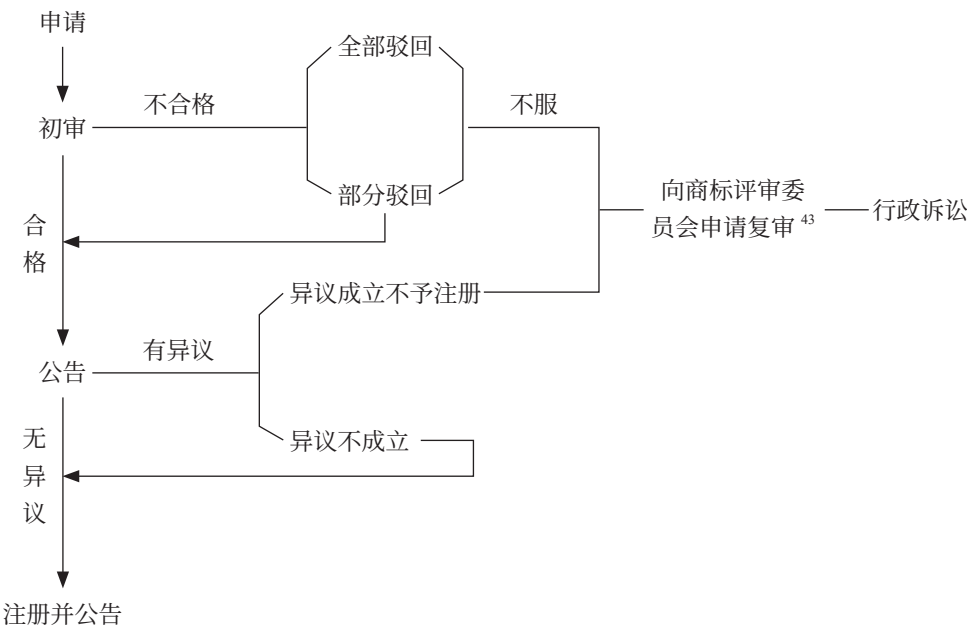 申请
全部驳回
不合格
不服
初审
部分驳回
向商标评审委
员会申请复审 43
行政诉讼
合格
异议成立不予注册
有异议
公告
异议不成立
无异议
注册并公告